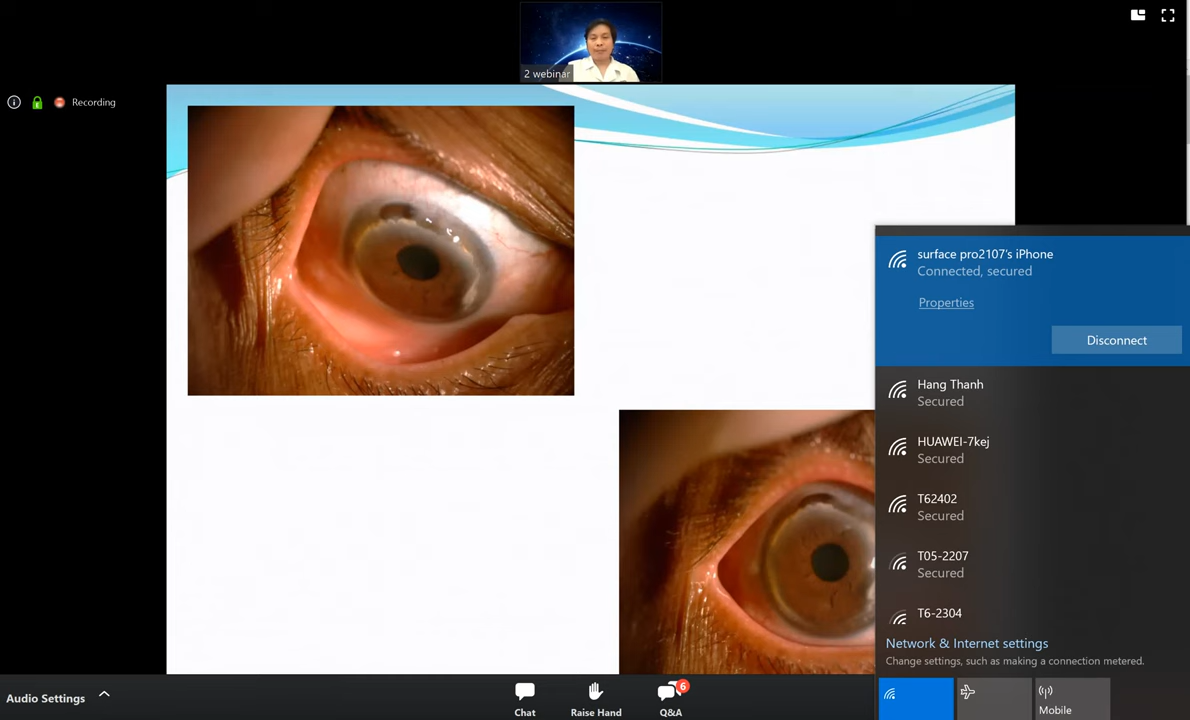 2 webinar
Recording
surface pro2107's iPhone
Connected, secured
Properties
Disconnect
Hang Thanh
Secured
HUAWEI-7kej
Secured
T62402
Secured
T05-2207
Secured
T6-2304
Network & Internet settings
Change settings, such as making a connection metered.
Mobile
Audio Settings
Chat
Raise Hand
6
Q&A